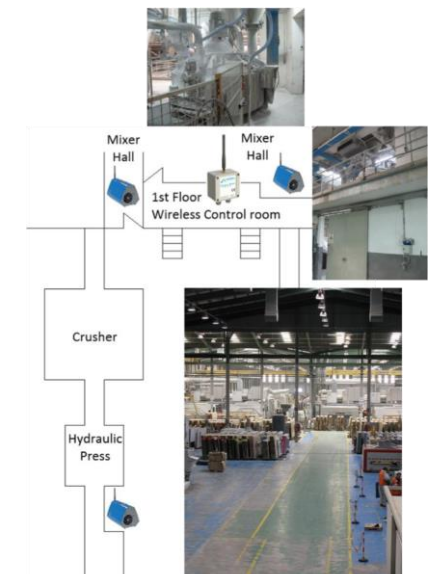 Mixer
Hall
Mixer
Hall
1st Floor
Wireless Control room
Crusher
Hydraulic
Press